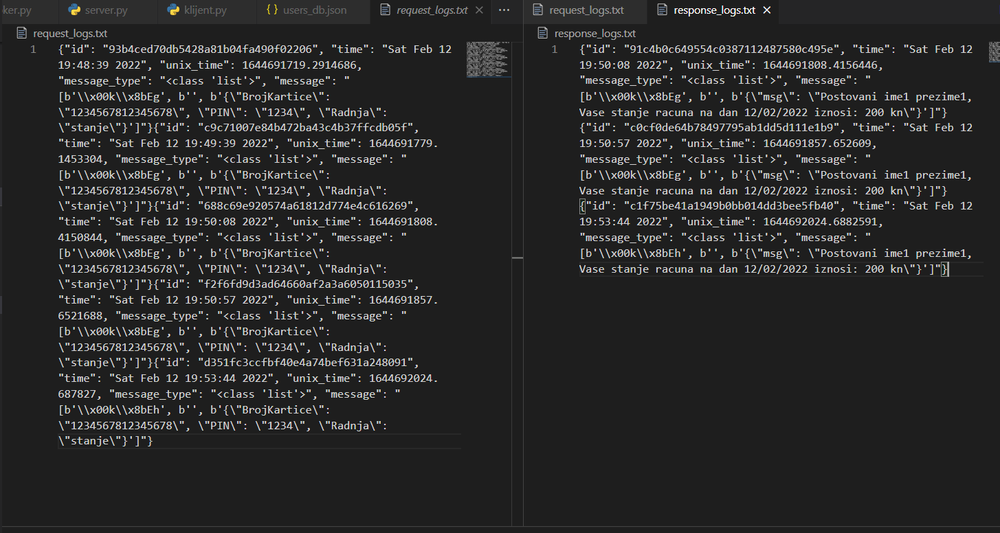 ker.py server.py klijent.py {} users_db.json request_logs.txt
request_logs.txt
1 {"id": "93b4ced70db5428a81b04fa490f02206", "time": "Sat Feb 12
19:48:39 2022", "unix_time": 1644691719.2914686,
"message_type": "<class 'list'>", "message": "
[b'\\x00k\\x8bEg', b'', b'{\"BrojKartice\":
\"1234567812345678\", \"PIN\": \"1234\", \"Radnja\":
\"stanje\"}']"}{"id": "c9c71007e84b472ba43c4b37ffcdb05f",
"time": "Sat Feb 12 19:49:39 2022", "unix_time": 1644691779.
1453304, "message_type": "<class 'list'>", "message": "
[b'\\x00k\\x8bEg', b'', b'{\"BrojKartice\":
\"1234567812345678\", \"PIN\": \"1234\", \"Radnja\":
\"stanje\"}']"}{"id": "688c69e920574a61812d774e4c616269",
"time": "Sat Feb 12 19:50:08 2022", "unix_time": 1644691808.
4150844, "message_type": "<class 'list'>", "message": "
[b'\\x00k\\x8bEg', b'', b'{\"BrojKartice\":
\"1234567812345678\", \"PIN\": \"1234\", \"Radnja\":
\"stanje\"}']"}{"id": "f2f6fd9d3ad64660af2a3a6050115035",
"time": "Sat Feb 12 19:50:57 2022", "unix_time": 1644691857.
6521688, "message_type": "<class 'list'>", "message": "
[b'\\x00k\\x8bEg', b'', b'{\"BrojKartice\":
\"1234567812345678\", \"PIN\": \"1234\", \"Radnja\":
\"stanje\"}']"}{"id": "d351fc3ccfbf40e4a74bef631a248091",
"time": "Sat Feb 12 19:53:44 2022", "unix_time": 1644692024.
687827, "message_type": "<class 'list'>", "message": "
[b'\\x00k\\x8bEh', b'', b'{\"BrojKartice\":
\"1234567812345678\", \"PIN\": \"1234\", \"Radnja\":
\"stanje\"}']"}
request_logs.txt response_logs.txt
response_logs.txt
1 {"id": "91c4b0c649554c0387112487580c495e", "time": "Sat Feb 12
19:50:08 2022", "unix_time": 1644691808.4156446,
"message_type": "<class 'list'>", "message": "
[b'\\x00k\\x8bEg', b'', b'{\"msg\": \"Postovani ime1 prezime1,
Vase stanje racuna na dan 12/02/2022 iznosi: 200 kn\"}']"}
{"id": "c0cf0de64b78497795ab1dd5d111e1b9", "time": "Sat Feb 12
19:50:57 2022", "unix_time": 1644691857.652609,
"message_type": "<class 'list'>", "message": "
[b'\\x00k\\x8bEg', b'', b'{\"msg\": \"Postovani ime1 prezime1,
Vase stanje racuna na dan 12/02/2022 iznosi: 200 kn\"}']"}
{"id": "c1f75be41a1949b0bb014dd3bee5fb40", "time": "Sat Feb 12
19:53:44 2022", "unix_time": 1644692024.6882591,
"message_type": "<class 'list'>", "message": "
[b'\\x00k\\x8bEh', b'', b'{\"msg\": \"Postovani ime1 prezime1,
Vase stanje racuna na dan 12/02/2022 iznosi: 200 kn\"}']"}